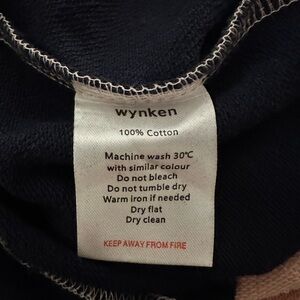 wynken
100% Cotton
Machine wash 30°C
with similar colour
Do not bleach
Do not tumble dry
Warm iron if needed
Dry flat
Dry clean
KEEP AWAY FROM FIRE